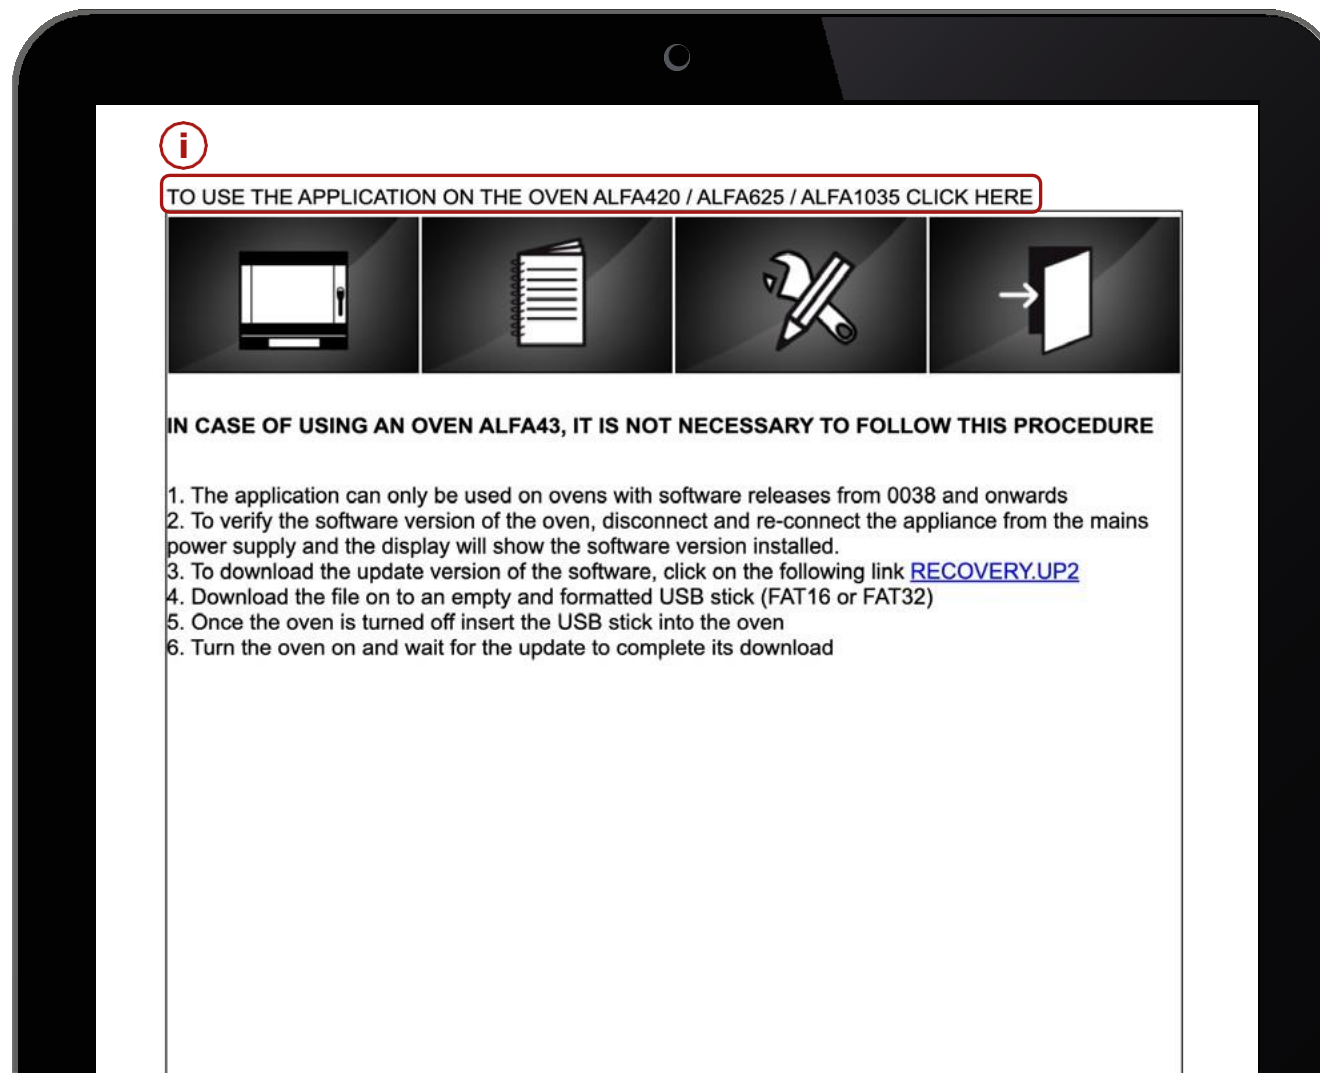 i
TO USE THE APPLICATION ON THE OVEN ALFA420 / ALFA625 / ALFA1035 CLICK HERE
IN CASE OF USING AN OVEN ALFA43, IT IS NOT NECESSARY TO FOLLOW THIS PROCEDURE
1. The application can only be used on ovens with software releases from 0038 and onwards
2. To verify the software version of the oven, disconnect and re-connect the appliance from the mains
power supply and the display will show the software version installed.
3. To download the update version of the software, click on the following link RECOVERY.UP2
4. Download the file on to an empty and formatted USB stick (FAT16 or FAT32)
5. Once the oven is turned off insert the USB stick into the oven
6. Turn the oven on and wait for the update to complete its download